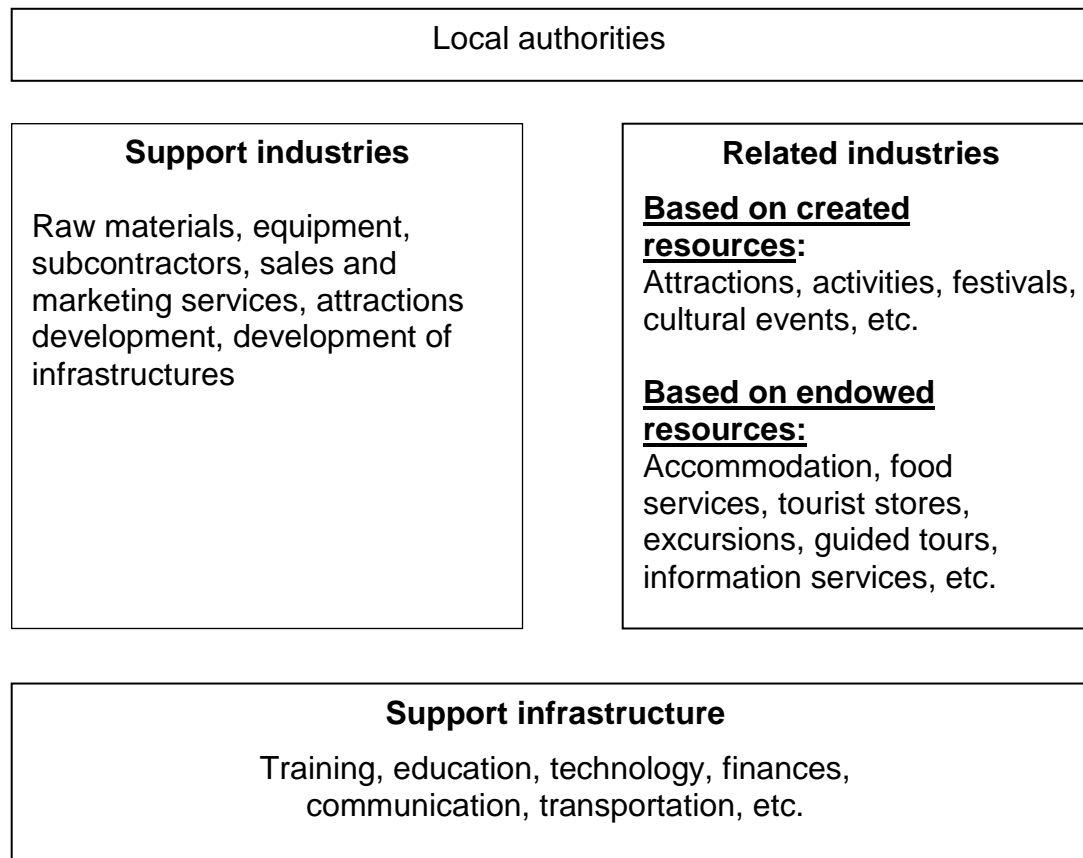 Local authorities
Support industries
Raw materials, equipment,
subcontractors, sales and
marketing services, attractions
development, development of
infrastructures
Related industries
Based on created
resources:
Attractions, activities, festivals,
cultural events, etc.
Based on endowed
resources:
Accommodation, food
services, tourist stores,
excursions, guided tours,
information services, etc.
Support infrastructure
Training, education, technology, finances,
communication, transportation, etc.